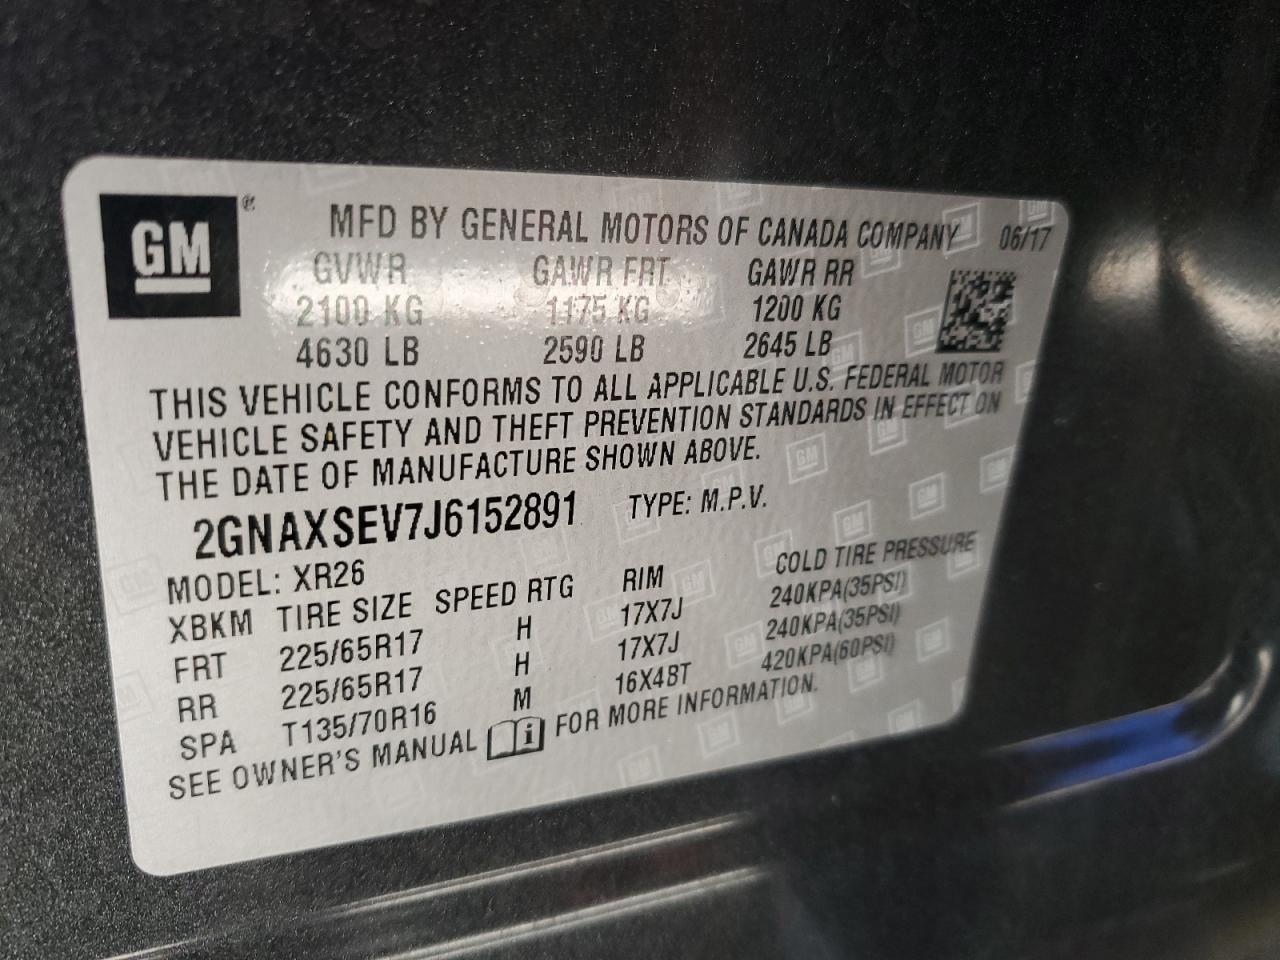 GM ®
MFD BY GENERAL MOTORS OF CANADA COMPANY 06/17
GVWR GAWR FRT GAWR RR
2100 KG 1175 KG 1200 KG
4630 LB 2590 LB 2645 LB
THIS VEHICLE CONFORMS TO ALL APPLICABLE U.S. FEDERAL MOTOR
VEHICLE SAFETY AND THEFT PREVENTION STANDARDS IN EFFECT ON
THE DATE OF MANUFACTURE SHOWN ABOVE.
2GNAXSEV7J6152891 TYPE: M.P.V.
MODEL: XR26
XBKM TIRE SIZE SPEED RTG RIM COLD TIRE PRESSURE
FRT 225/65R17 H 17X7J 240KPA(35PSI)
RR 225/65R17 H 17X7J 240KPA(35PSI)
SPA T135/70R16 M 16X4BT 420KPA(60PSI)
SEE OWNER'S MANUAL i FOR MORE INFORMATION.